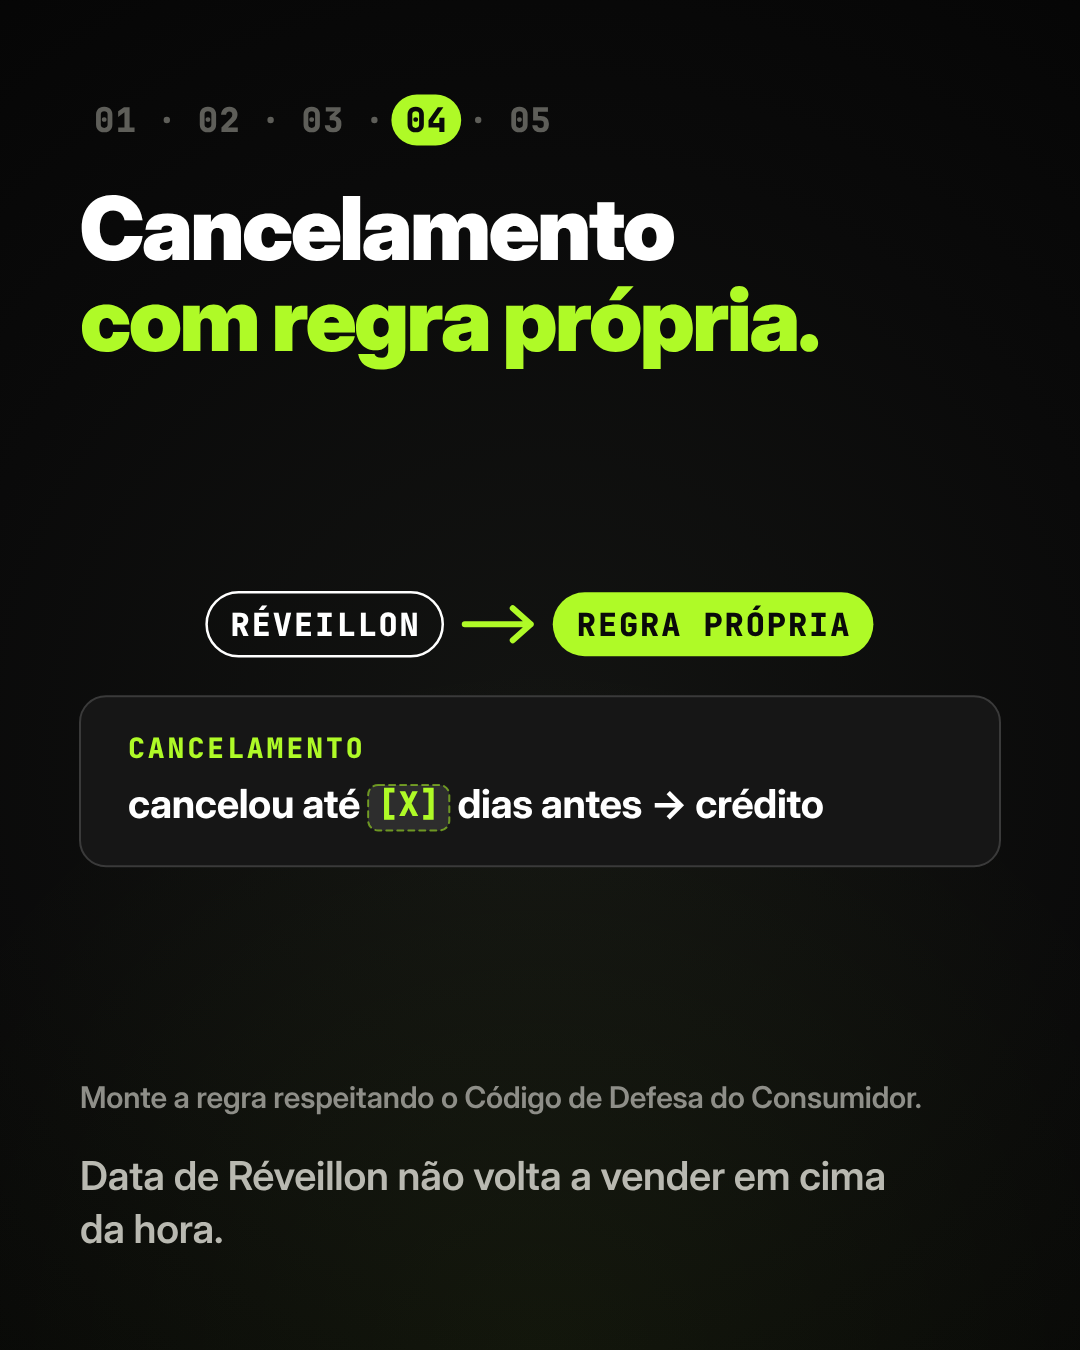 01 · 02 · 03 · 04 · 05
Cancelamento
com regra própria.
RÉVEILLON → REGRA PRÓPRIA
CANCELAMENTO
cancelou até [X] dias antes → crédito
Monte a regra respeitando o Código de Defesa do Consumidor.
Data de Réveillon não volta a vender em cima
da hora.